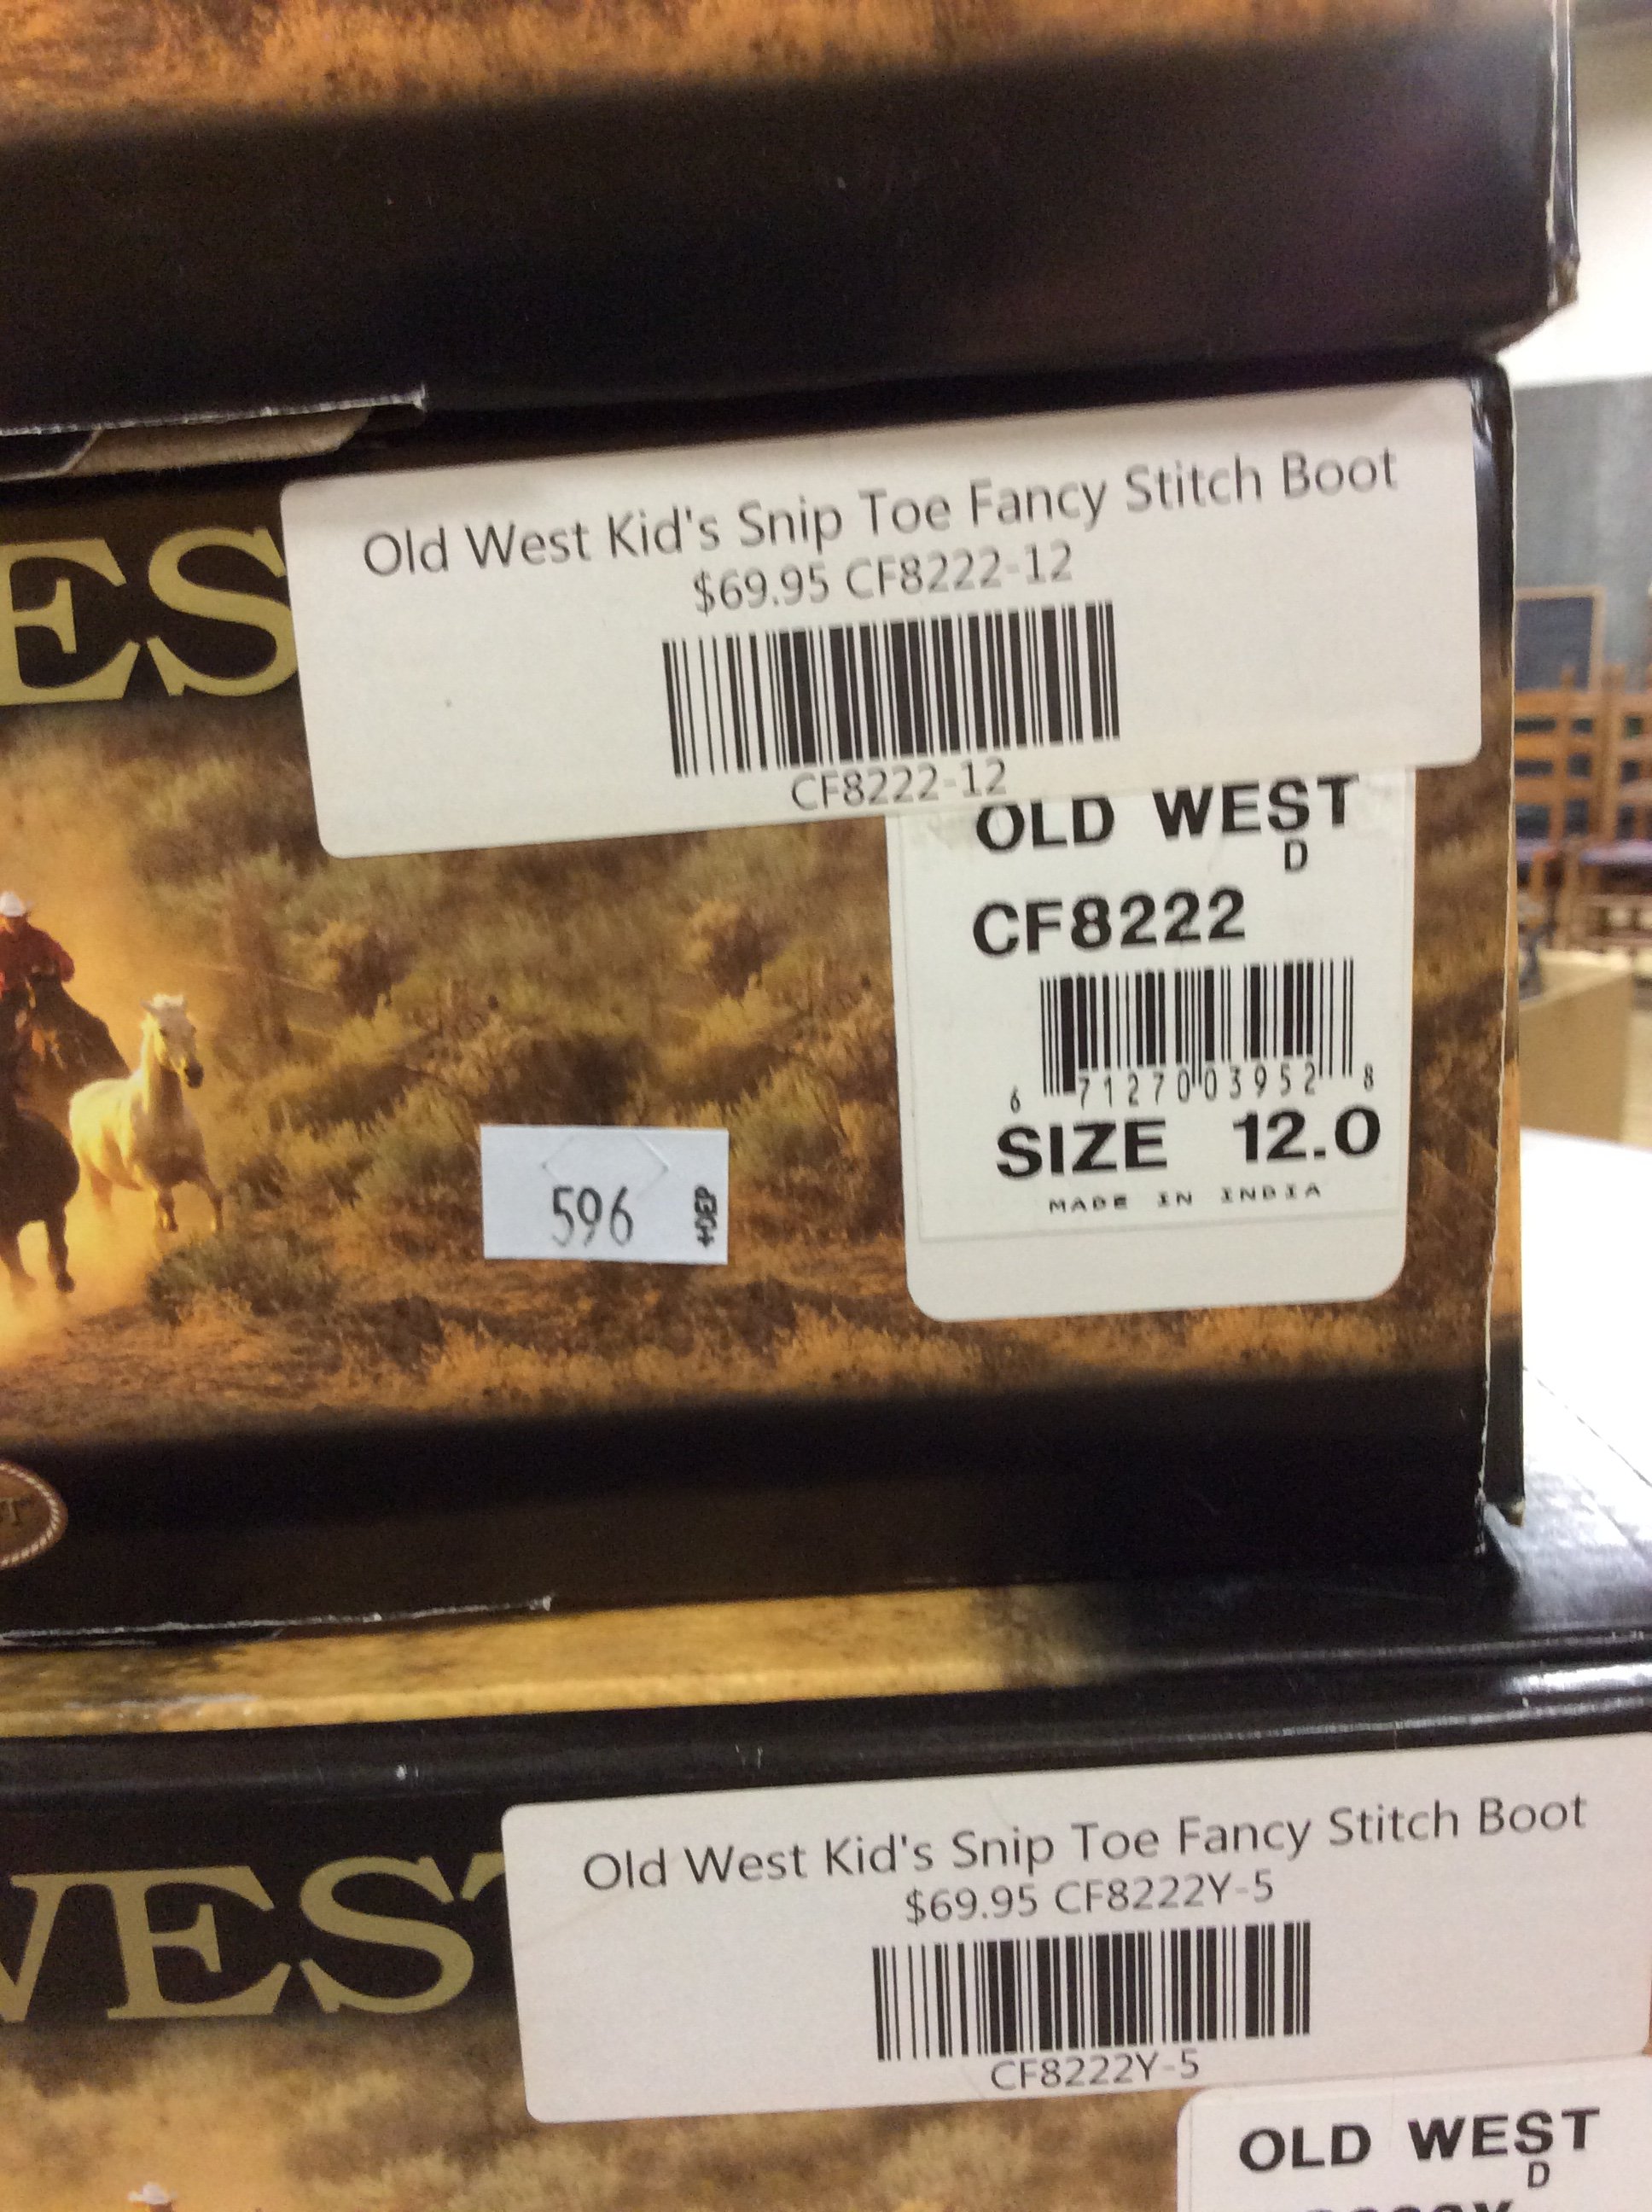 ES
Old West Kid's Snip Toe Fancy Stitch Boot
$69.95 CF8222-12
CF8222-12
OLD WEST
D
CF8222
6 71270 03952 8
SIZE 12.0
MADE IN INDIA
596
VEST
Old West Kid's Snip Toe Fancy Stitch Boot
$69.95 CF8222Y-5
CF8222Y-5
OLD WEST
D